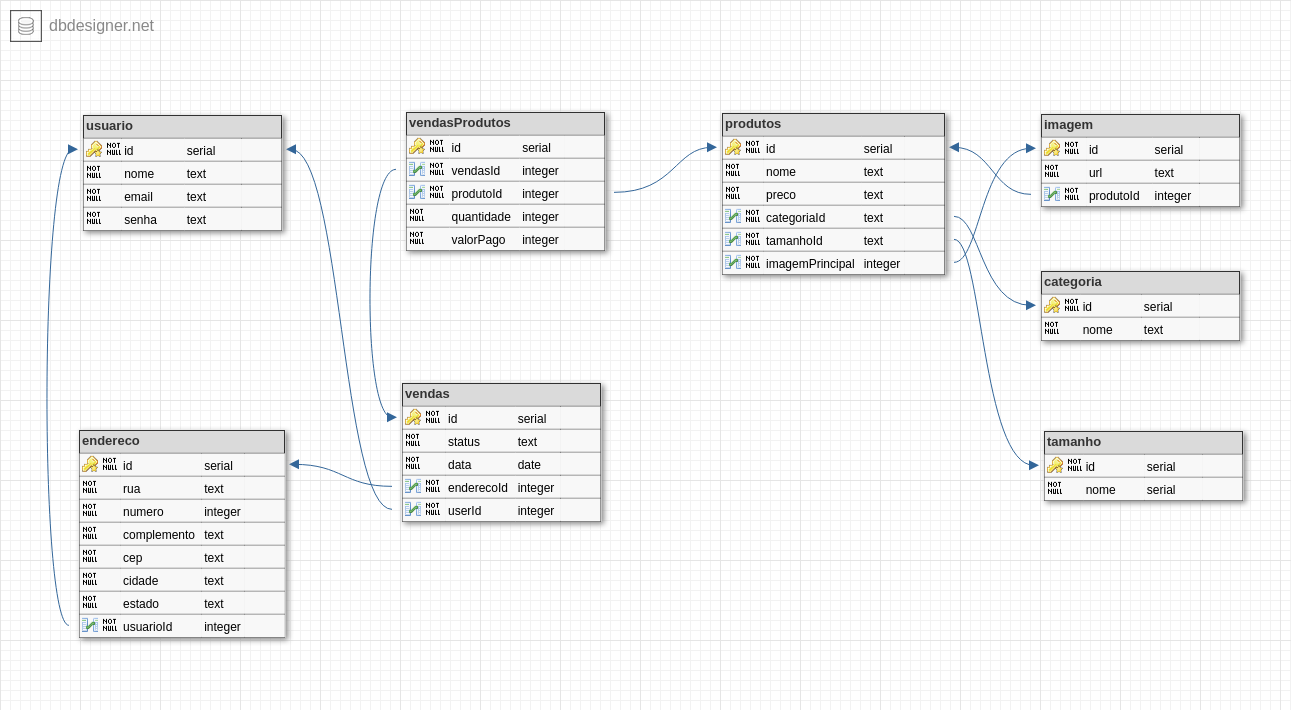 dbdesigner.net
usuario
NOT NULL id serial
NOT NULL nome text
NOT NULL email text
NOT NULL senha text
vendasProdutos
NOT NULL id serial
NOT NULL vendasId integer
NOT NULL produtoId integer
NOT NULL quantidade integer
NOT NULL valorPago integer
produtos
NOT NULL id serial
NOT NULL nome text
NOT NULL preco text
NOT NULL categoriaId text
NOT NULL tamanhoId text
NOT NULL imagemPrincipal integer
imagem
NOT NULL id serial
NOT NULL url text
NOT NULL produtoId integer
categoria
NOT NULL id serial
NOT NULL nome text
vendas
NOT NULL id serial
NOT NULL status text
NOT NULL data date
NOT NULL enderecoId integer
NOT NULL userId integer
endereco
NOT NULL id serial
NOT NULL rua text
NOT NULL numero integer
NOT NULL complemento text
NOT NULL cep text
NOT NULL cidade text
NOT NULL estado text
NOT NULL usuarioId integer
tamanho
NOT NULL id serial
NOT NULL nome serial